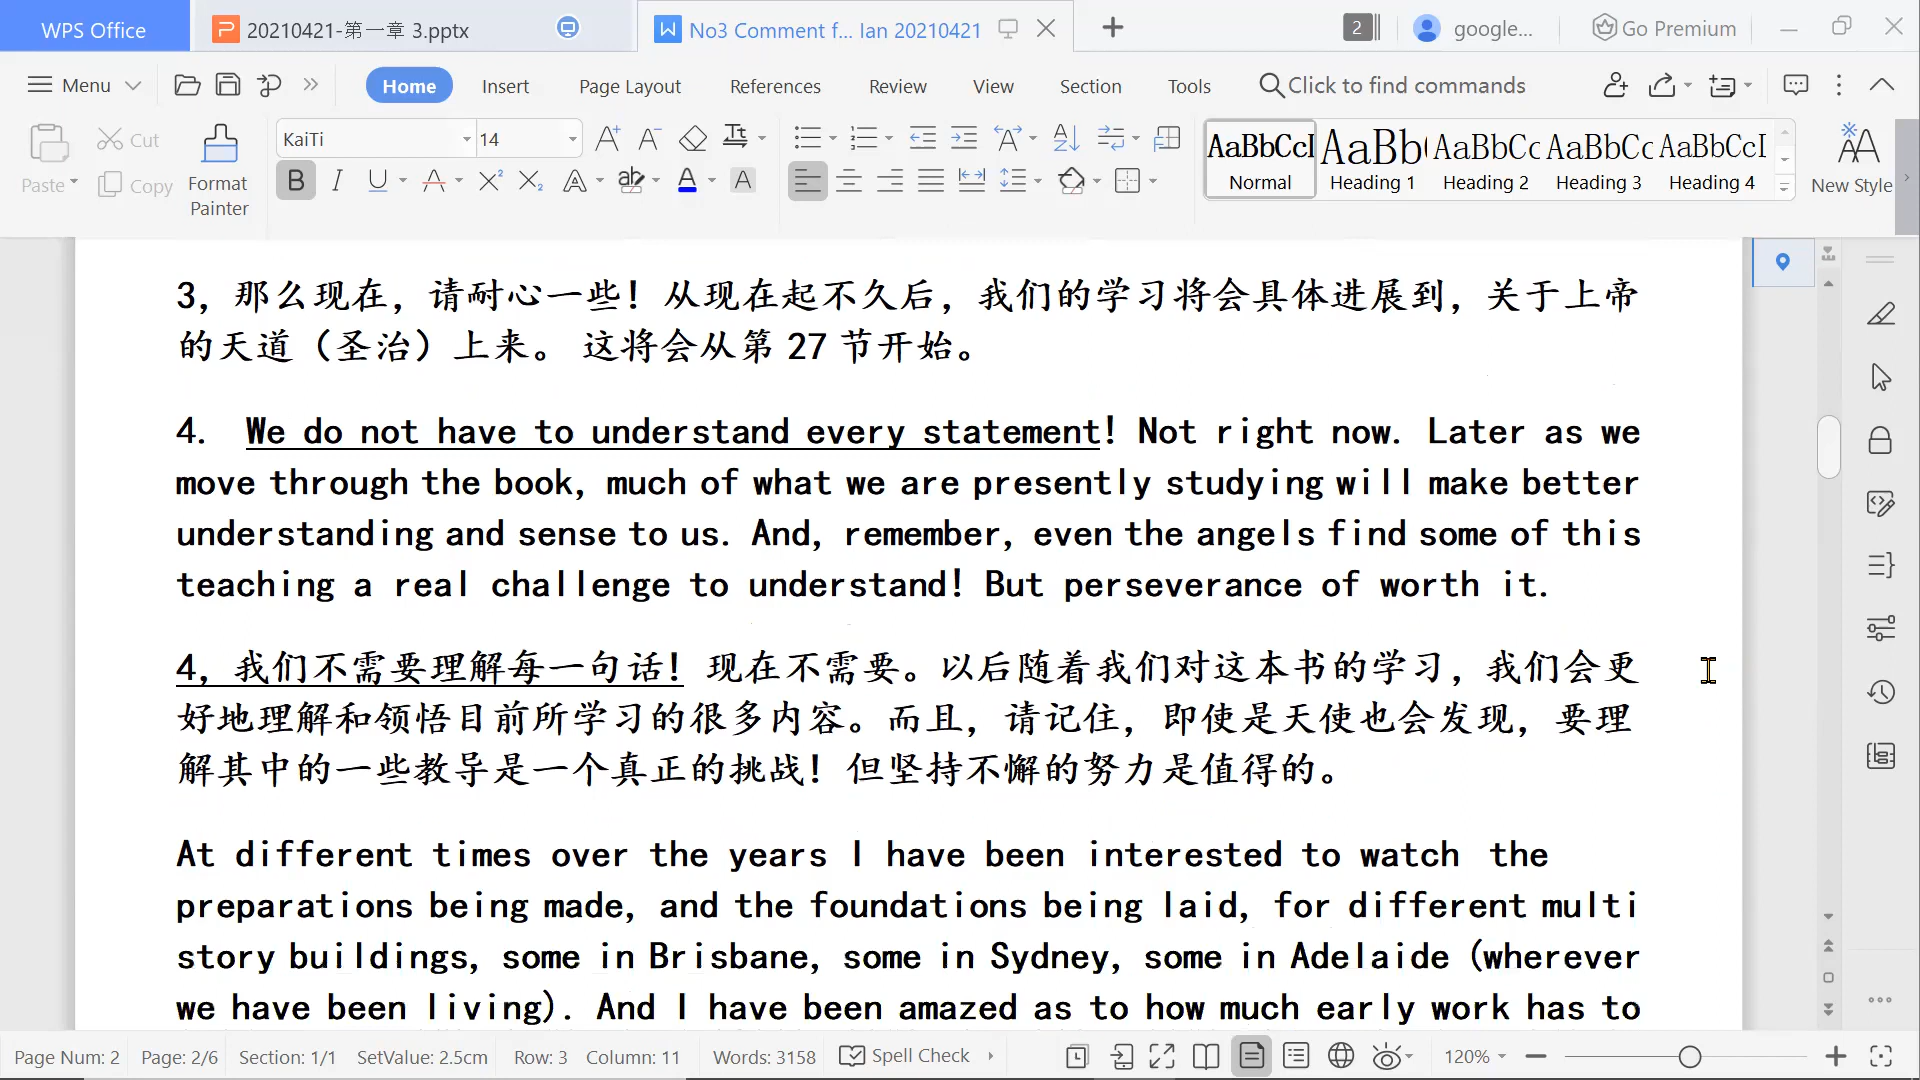 WPS Office
20210421-第一章 3.pptx
No3 Comment f... Ian 20210421
2
google...
Go Premium
Menu
Home
Insert
Page Layout
References
Review
View
Section
Tools
Click to find commands
Paste
Cut
Copy
Format Painter
KaiTi
14
AaBbCcI
AaBb(
AaBbCc
AaBbCc
AaBbCcI
Normal
Heading 1
Heading 2
Heading 3
Heading 4
New Style
3，那么现在，请耐心一些！从现在起不久后，我们的学习将会具体进展到，关于上帝
的天道（圣治）上来。 这将会从第 27 节开始。
4. We do not have to understand every statement! Not right now. Later as we
move through the book, much of what we are presently studying will make better
understanding and sense to us. And, remember, even the angels find some of this
teaching a real challenge to understand! But perseverance of worth it.
4，我们不需要理解每一句话！ 现在不需要。以后随着我们对这本书的学习，我们会更
好地理解和领悟目前所学习的很多内容。而且，请记住，即使是天使也会发现，要理
解其中的一些教导是一个真正的挑战！但坚持不懈的努力是值得的。
At different times over the years I have been interested to watch the
preparations being made, and the foundations being laid, for different multi
story buildings, some in Brisbane, some in Sydney, some in Adelaide (wherever
we have been living). And I have been amazed as to how much early work has to
Page Num: 2
Page: 2/6
Section: 1/1
SetValue: 2.5cm
Row: 3
Column: 11
Words: 3158
Spell Check
120%